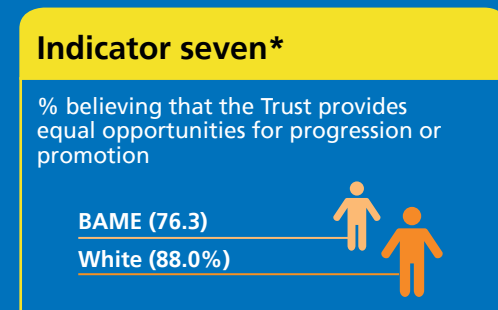 Indicator seven*
% believing that the Trust provides
equal opportunities for progression or
promotion
BAME (76.3)
White (88.0%)